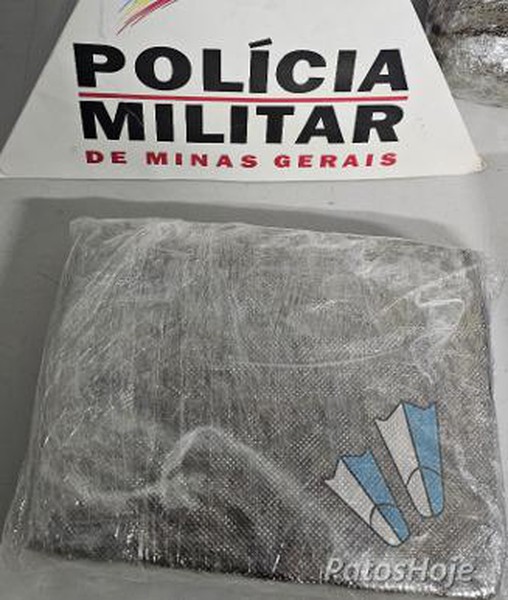 POLÍCIA
MILITAR
DE MINAS GERAIS
PatosHoje